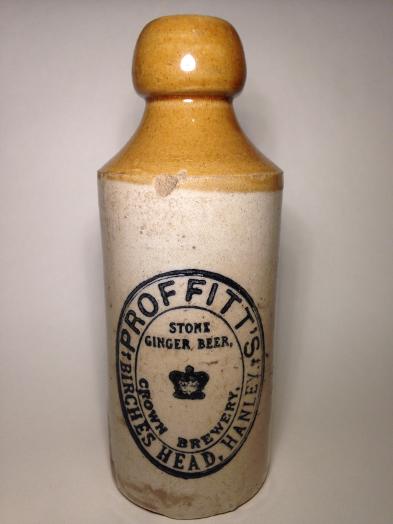 PROFFITT'S
STONE
GINGER BEER,
CROWN BREWERY,
BIRCHES HEAD, HANLEY.